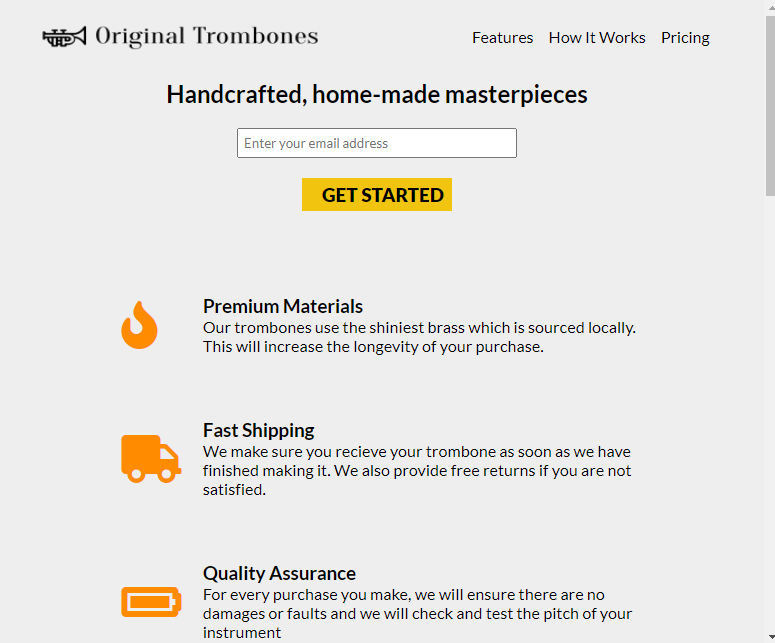 Original Trombones
Features How It Works Pricing
Handcrafted, home-made masterpieces
Enter your email address
GET STARTED
Premium Materials
Our trombones use the shiniest brass which is sourced locally.
This will increase the longevity of your purchase.
Fast Shipping
We make sure you recieve your trombone as soon as we have
finished making it. We also provide free returns if you are not
satisfied.
Quality Assurance
For every purchase you make, we will ensure there are no
damages or faults and we will check and test the pitch of your
instrument